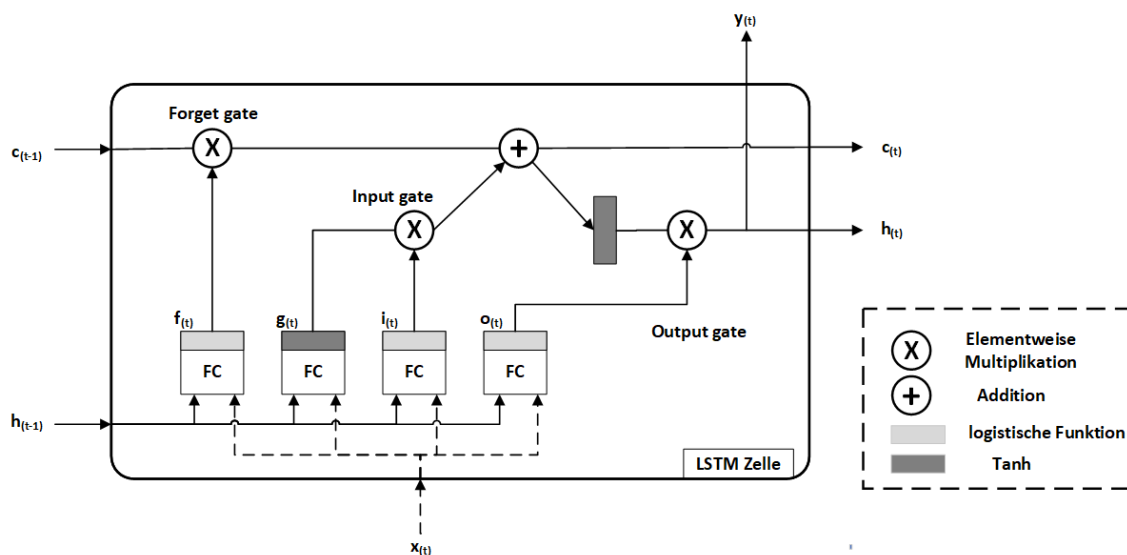 y(t)
Forget gate
c(t-1)
c(t)
Input gate
h(t)
f(t)
g(t)
i(t)
o(t)
Output gate
FC
FC
FC
FC
h(t-1)
LSTM Zelle
x(t)
Elementweise
Multiplikation
Addition
logistische Funktion
Tanh